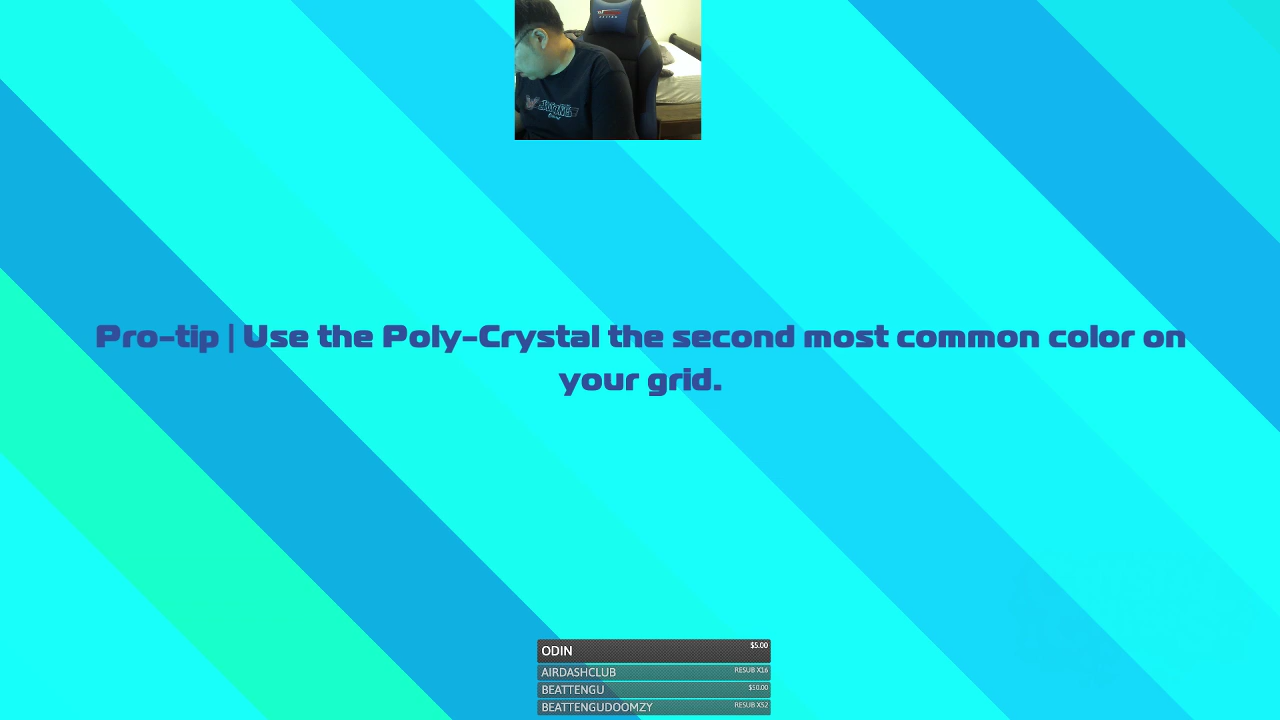 Pro-tip | Use the Poly-Crystal the second most common color on
your grid.
ODIN $5.00
AIRDASHCLUB RESUB X16
BEATTENGU $50.00
BEATTENGUDOOMZY RESUB X52